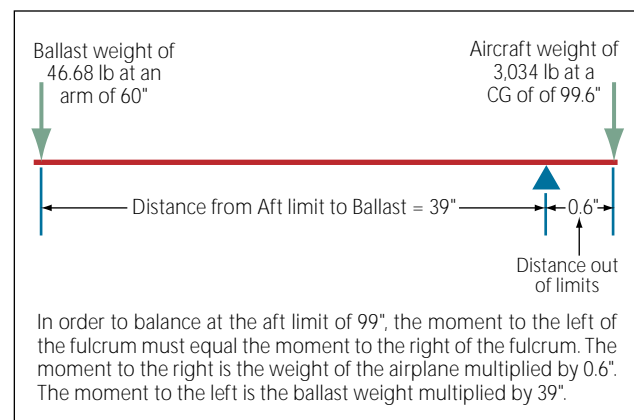 Ballast weight of
46.68 lb at an
arm of 60"
Aircraft weight of
3,034 lb at a
CG of of 99.6"
Distance from Aft limit to Ballast = 39"
0.6"
Distance out
of limits
In order to balance at the aft limit of 99", the moment to the left of
the fulcrum must equal the moment to the right of the fulcrum. The
moment to the right is the weight of the airplane multiplied by 0.6".
The moment to the left is the ballast weight multiplied by 39".